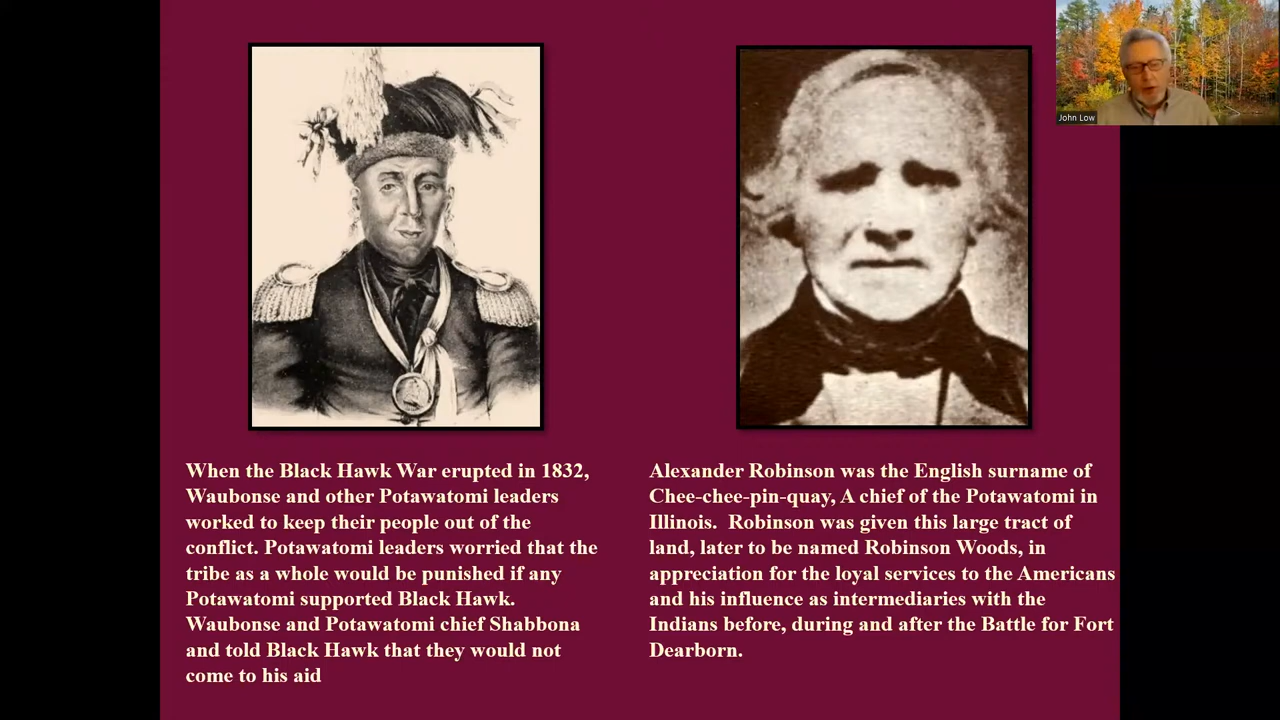 John Low
When the Black Hawk War erupted in 1832,
Waubonse and other Potawatomi leaders
worked to keep their people out of the
conflict. Potawatomi leaders worried that the
tribe as a whole would be punished if any
Potawatomi supported Black Hawk.
Waubonse and Potawatomi chief Shabbona
and told Black Hawk that they would not
come to his aid
Alexander Robinson was the English surname of
Chee-chee-pin-quay, A chief of the Potawatomi in
Illinois.  Robinson was given this large tract of
land, later to be named Robinson Woods, in
appreciation for the loyal services to the Americans
and his influence as intermediaries with the
Indians before, during and after the Battle for Fort
Dearborn.